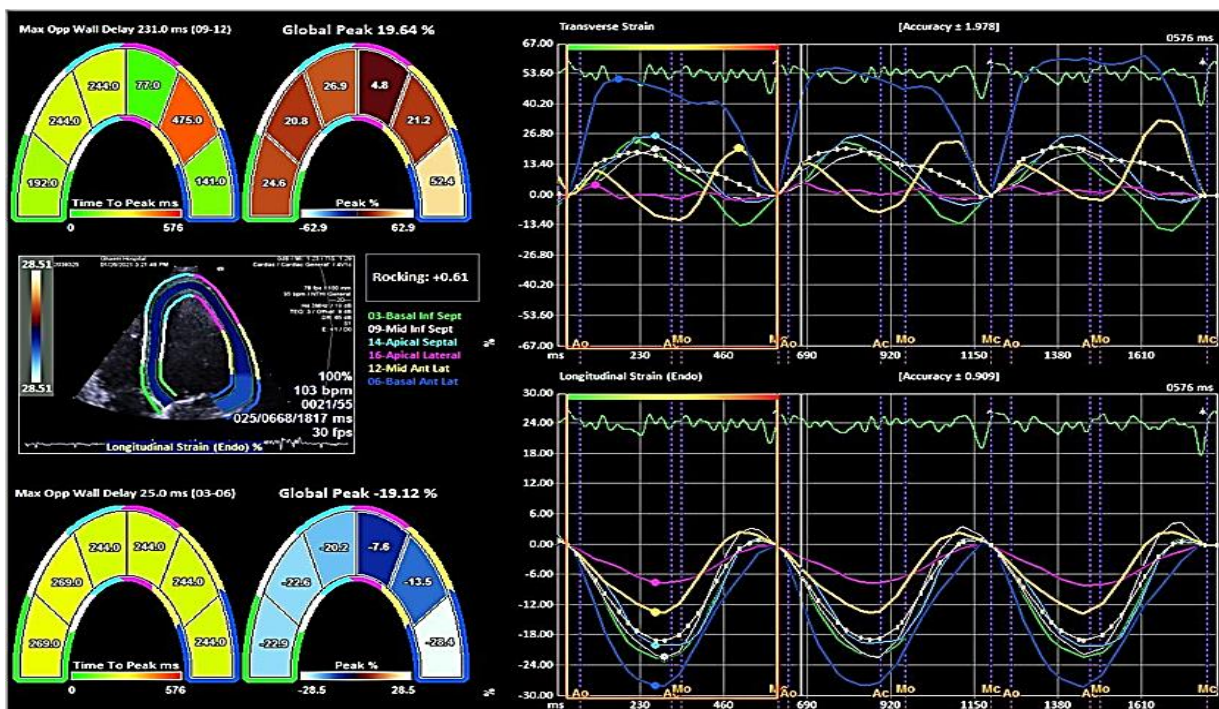 Max Opp Wall Delay 231.0 ms (09-12)
Global Peak 19.64 %
192.0
244.0
244.0
77.0
475.0
141.0
Time To Peak ms
0 576
24.6
20.8
26.9
4.8
21.2
52.4
Peak %
-62.9 62.9
28.51
28.51
100%
103 bpm
0021/55
025/0668/1817 ms
30 fps
Longitudinal Strain (Endo) %
Rocking: +0.61
03-Basal Inf Sept
09-Mid Inf Sept
14-Apical Septal
16-Apical Lateral
12-Mid Ant Lat
06-Basal Ant Lat
Max Opp Wall Delay 25.0 ms (03-06)
Global Peak -19.12 %
269.0
269.0
244.0
244.0
244.0
244.0
Time To Peak ms
0 576
-22.9
-22.6
-20.2
-7.6
-13.5
-28.4
Peak %
-28.5 28.5
Transverse Strain [Accuracy ± 1.978]
0576 ms
67.00
53.60
40.20
26.80
13.40
0.00
-13.40
-26.80
-40.20
-53.60
-67.00
%
Ao Ac Mo Ao Ac Mo Mc Ao Ac Mo Mc
ms 230 460 690 920 1150 1380 1610
Longitudinal Strain (Endo) [Accuracy ± 0.909]
0576 ms
30.00
24.00
18.00
12.00
6.00
0.00
-6.00
-12.00
-18.00
-24.00
-30.00
%
Ao Ac Mo Ao Ac Mo Mc Ao Ac Mo Mc
ms 230 460 690 920 1150 1380 1610